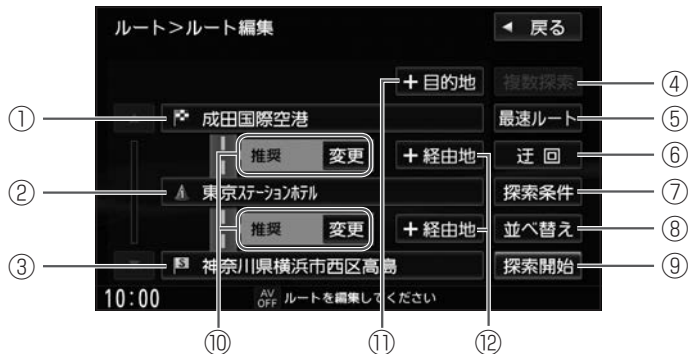 ルート＞ルート編集
◀ 戻る
＋目的地
複数探索
④
⑪
① 成田国際空港
最速ルート
⑤
推奨 変更
＋経由地
迂 回
⑥
② 東京ステーションホテル
探索条件
⑦
推奨 変更
＋経由地
並べ替え
⑧
③ S 神奈川県横浜市西区高島
探索開始
⑨
10:00
AV OFF
ルートを編集してください
⑩
⑪
⑫